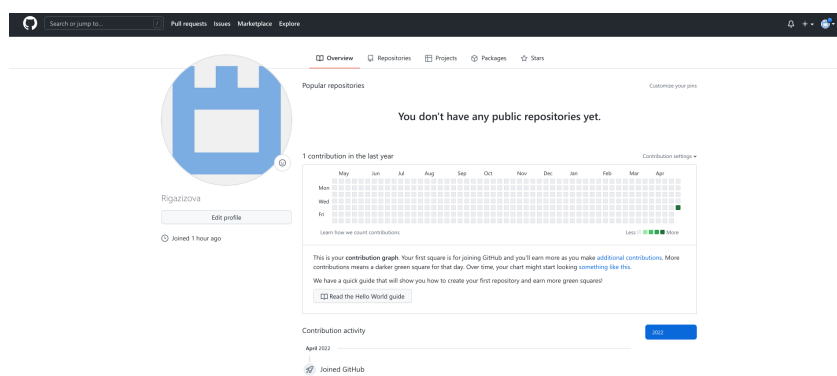 Search or jump to... / Pull requests Issues Marketplace Explore
Overview Repositories Projects Packages Stars
Popular repositories Customize your pins
You don't have any public repositories yet.
1 contribution in the last year Contribution settings
May Jun Jul Aug Sep Oct Nov Dec Jan Feb Mar Apr
Mon
Wed
Fri
Learn how we count contributions Less More
Rigazizova
Edit profile
Joined 1 hour ago
This is your contribution graph. Your first square is for joining GitHub and you'll earn more as you make additional contributions. More
contributions means a darker green square for that day. Over time, your chart might start looking something like this.
We have a quick guide that will show you how to create your first repository and earn more green squares!
Read the Hello World guide
Contribution activity 2022
April 2022
Joined GitHub